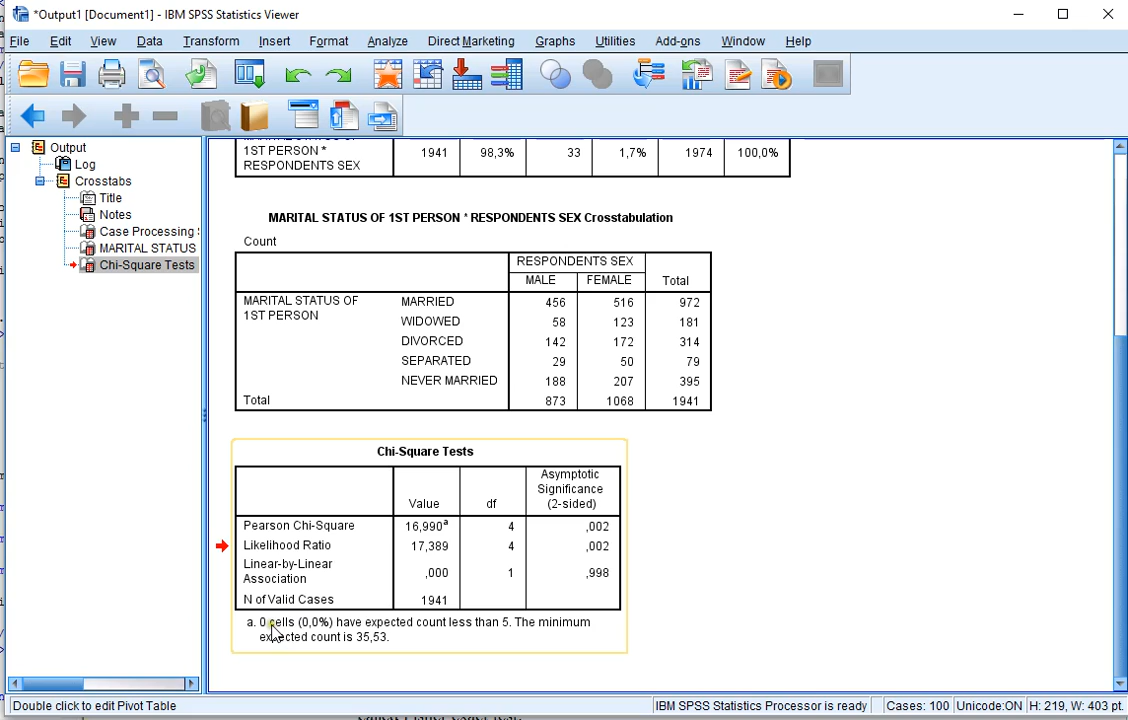 *Output1 [Document1] - IBM SPSS Statistics Viewer
File Edit View Data Transform Insert Format Analyze Direct Marketing Graphs Utilities Add-ons Window Help
Output
Log
Crosstabs
Title
Notes
Case Processing
MARITAL STATUS
Chi-Square Tests
1ST PERSON * 1941 98,3% 33 1,7% 1974 100,0%
RESPONDENTS SEX
MARITAL STATUS OF 1ST PERSON * RESPONDENTS SEX Crosstabulation
Count
RESPONDENTS SEX
MALE FEMALE Total
MARITAL STATUS OF MARRIED 456 516 972
1ST PERSON WIDOWED 58 123 181
DIVORCED 142 172 314
SEPARATED 29 50 79
NEVER MARRIED 188 207 395
Total 873 1068 1941
Chi-Square Tests
Value df Asymptotic
Significance
(2-sided)
Pearson Chi-Square 16,990a 4 ,002
Likelihood Ratio 17,389 4 ,002
Linear-by-Linear
Association ,000 1 ,998
N of Valid Cases 1941
a. 0 cells (0,0%) have expected count less than 5. The minimum
expected count is 35,53.
Double click to edit Pivot Table IBM SPSS Statistics Processor is ready Cases: 100 Unicode:ON H: 219, W: 403 pt.